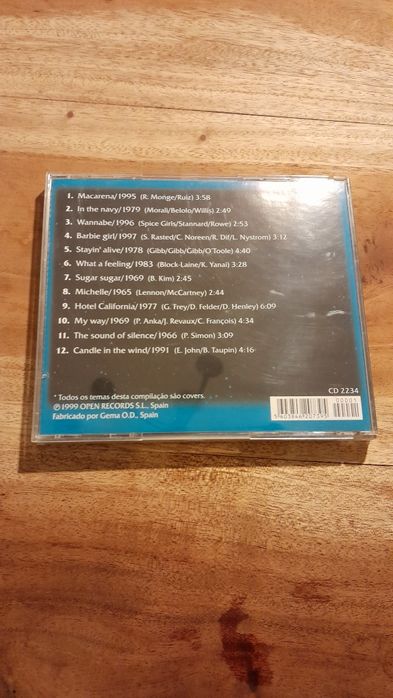 1. Macarena/1995 (R. Monge/Ruiz) 3:58
2. In the navy/1979 (Morali/Belolo/Willis) 2:49
3. Wannabe/1996 (Spice Girls/Stannard/Rowe) 2:53
4. Barbie girl/1997 (S. Rasted/C. Noreen/R. Dif/L. Nystrom) 3:12
5. Stayin' alive/1978 (Gibb/Gibb/Gibb/O'Toole) 4:40
6. What a feeling/1983 (Block-Laine/K. Yanai) 3:28
7. Sugar sugar/1969 (B. Kim) 2:45
8. Michelle/1965 (Lennon/McCartney) 2:44
9. Hotel California/1977 (G. Frey/D. Felder/D. Henley) 6:09
10. My way/1969 (P. Anka/J. Revaux/C. François) 4:34
11. The sound of silence/1966 (P. Simon) 3:09
12. Candle in the wind/1991 (E. John/B. Taupin) 4:16
* Todos os temas desta compilação são covers.
℗1999 OPEN RECORDS S.L., Spain
Fabricado por Gema O.D., Spain
CD 2234
00001